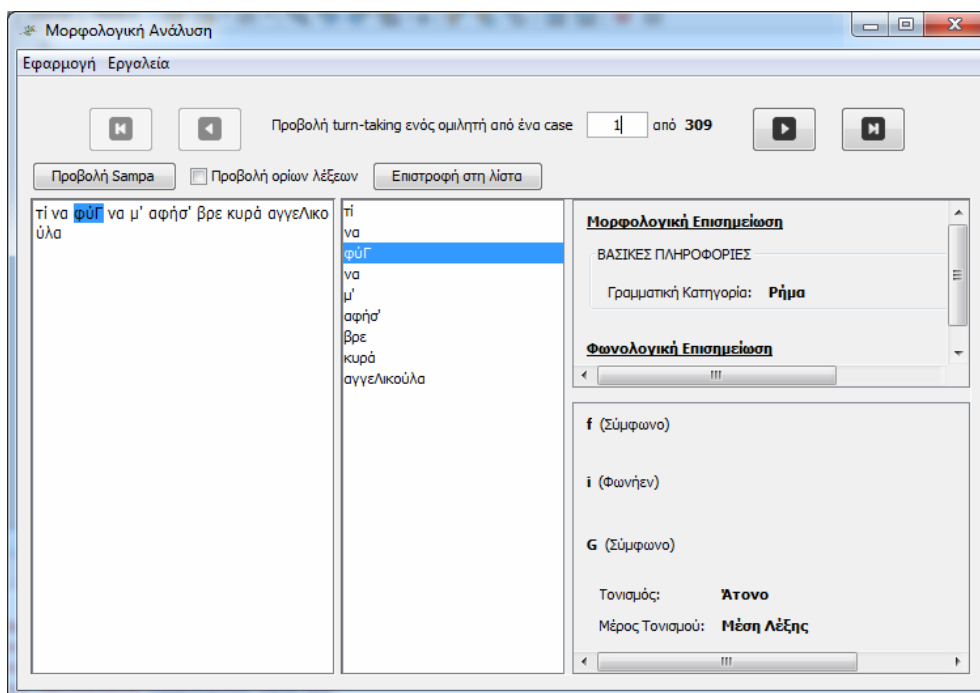 Μορφολογική Ανάλυση
Εφαρμογή Εργαλεία
Προβολή turn-taking ενός ομιλητή από ένα case 1 από 309
Προβολή Sampa Προβολή ορίων λέξεων Επιστροφή στη λίστα
τί να φύΓ να μ' αφήσ' βρε κυρά αγγεΛικο
ύλα
τί
να
φύΓ
να
μ'
αφήσ'
βρε
κυρά
αγγεΛικούλα
Μορφολογική Επισημείωση
ΒΑΣΙΚΕΣ ΠΛΗΡΟΦΟΡΙΕΣ
Γραμματική Κατηγορία: Ρήμα
Φωνολογική Επισημείωση
f (Σύμφωνο)
i (Φωνήεν)
G (Σύμφωνο)
Τονισμός: Άτονο
Μέρος Τονισμού: Μέση Λέξης